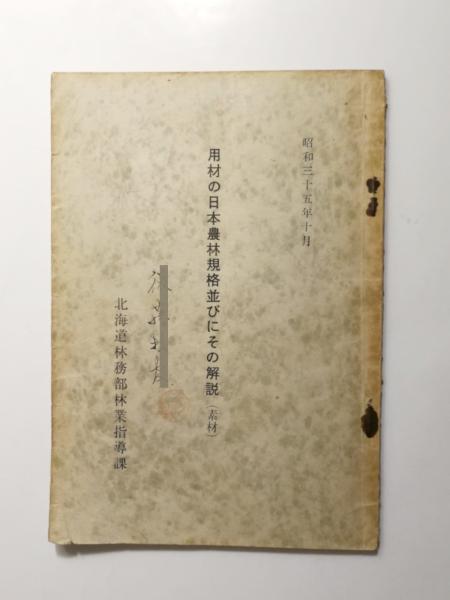 昭和三十五年十月
用材の日本農林規格並びにその解説（素材）
北海道林務部林業指導課